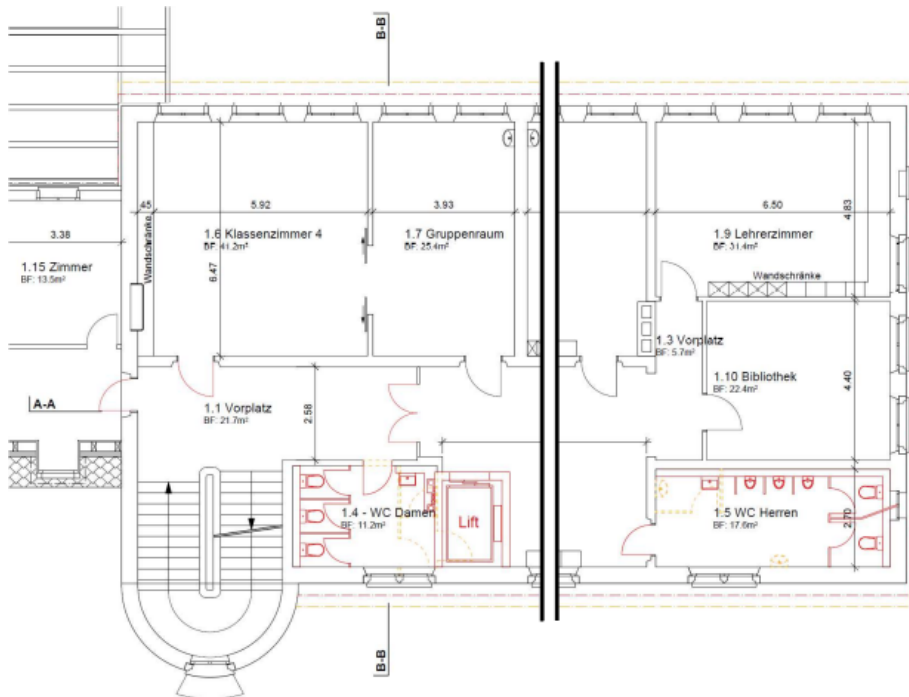 B-B
45
5.92
3.93
6.50
4.83
3.38
Wandschränke
1.6 Klassenzimmer 4
BF: 41.2m²
1.7 Gruppenraum
BF: 25.4m²
1.9 Lehrerzimmer
BF: 31.4m²
1.15 Zimmer
BF: 13.5m²
6.47
Wandschränke
1.3 Vorplatz
BF: 5.7m²
1.10 Bibliothek
BF: 22.4m²
4.40
A-A
1.1 Vorplatz
BF: 21.7m²
2.58
1.4 - WC Damen
BF: 11.2m²
Lift
1.5 WC Herren
BF: 17.6m²
2.70
B-B